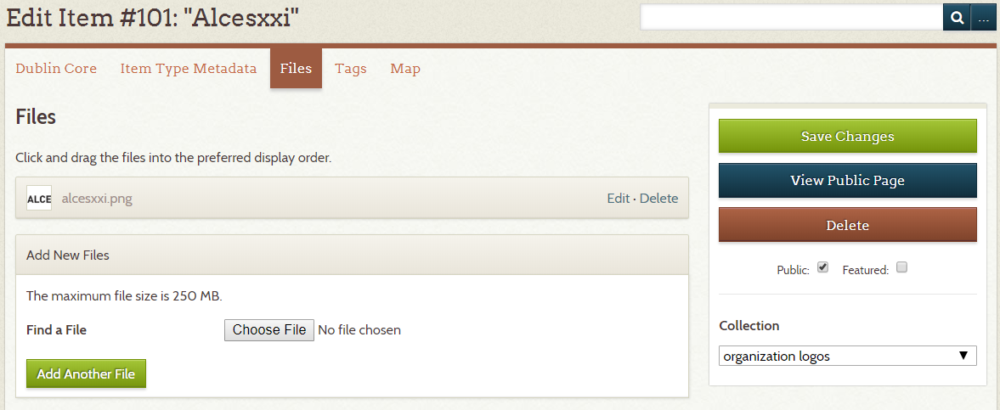 Edit Item #101: "Alcesxxi"
...
Dublin Core Item Type Metadata Files Tags Map
Files
Click and drag the files into the preferred display order.
ALCE alcesxxi.png Edit · Delete
Add New Files
The maximum file size is 250 MB.
Find a File Choose File No file chosen
Add Another File
Save Changes
View Public Page
Delete
Public: Featured:
Collection
organization logos